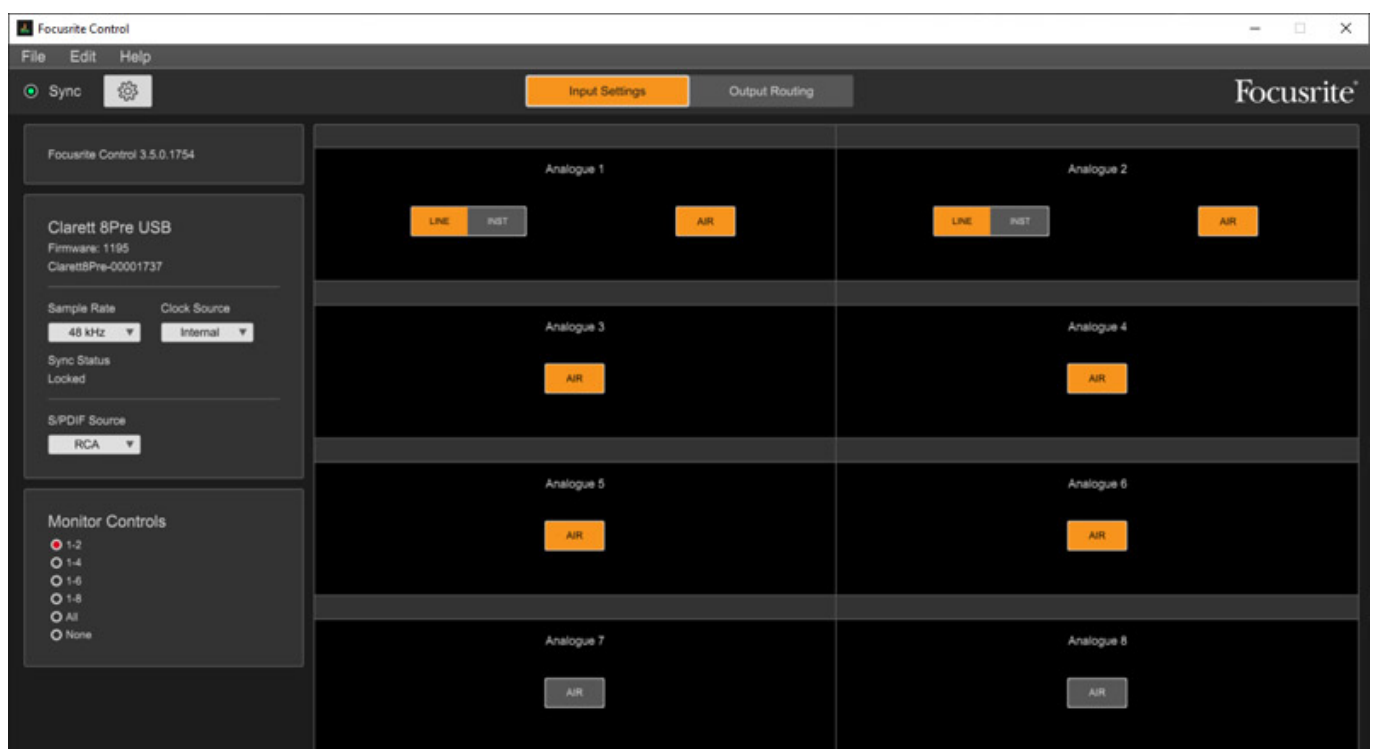 Focusrite Control
File Edit Help
Sync
Input Settings Output Routing
Focusrite
Focusrite Control 3.5.0.1754
Clarett 8Pre USB
Firmware: 1195
Clarett8Pre-00001737
Sample Rate Clock Source
48 kHz Internal
Sync Status
Locked
S/PDIF Source
RCA
Monitor Controls
1-2
1-4
1-6
1-8
All
None
Analogue 1 Analogue 2
LINE INST AIR LINE INST AIR
Analogue 3 Analogue 4
AIR AIR
Analogue 5 Analogue 6
AIR AIR
Analogue 7 Analogue 8
AIR AIR